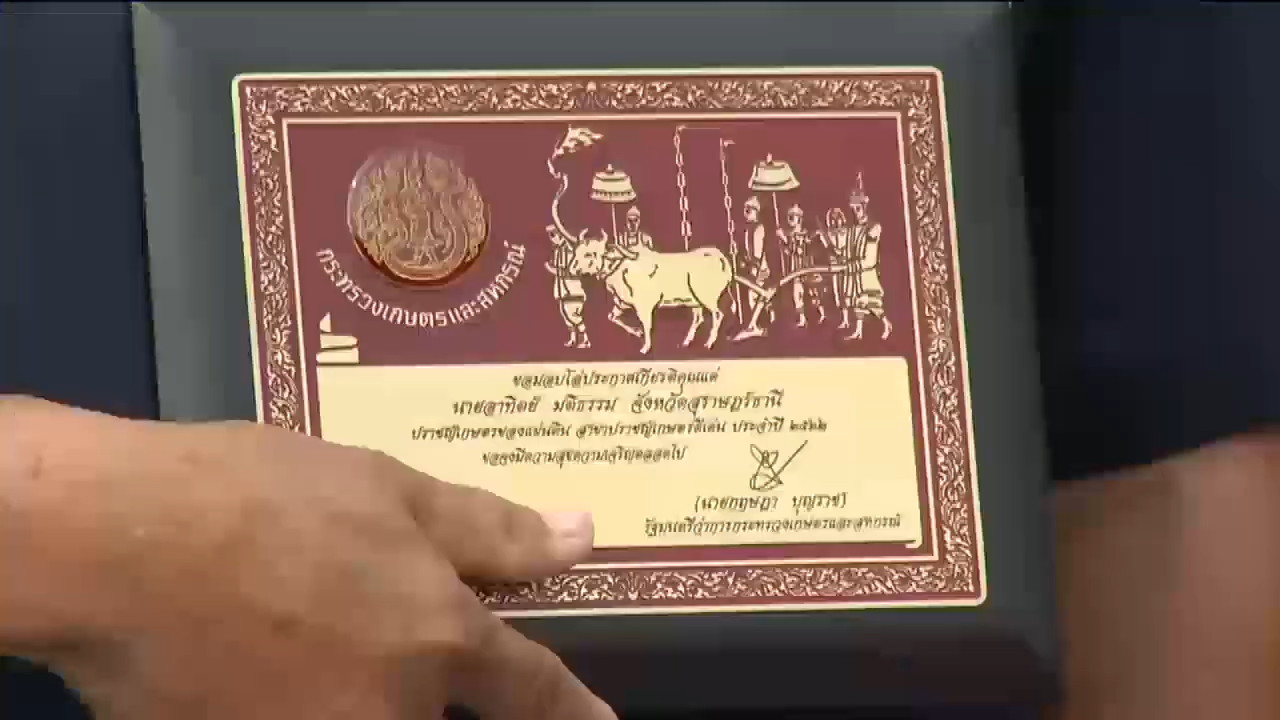 กระทรวงเกษตรและสหกรณ์
ขอมอบโล่ประกาศเกียรติคุณแด่
นายอาทิตย์ มติธรรม จังหวัดสุราษฎร์ธานี
ปราชญ์เกษตรของแผ่นดิน สาขาปราชญ์เกษตรดีเด่น ประจำปี ๒๕๖๒
ขอจงมีความสุขความเจริญตลอดไป
(นายกฤษฎา บุญราช)
รัฐมนตรีว่าการกระทรวงเกษตรและสหกรณ์